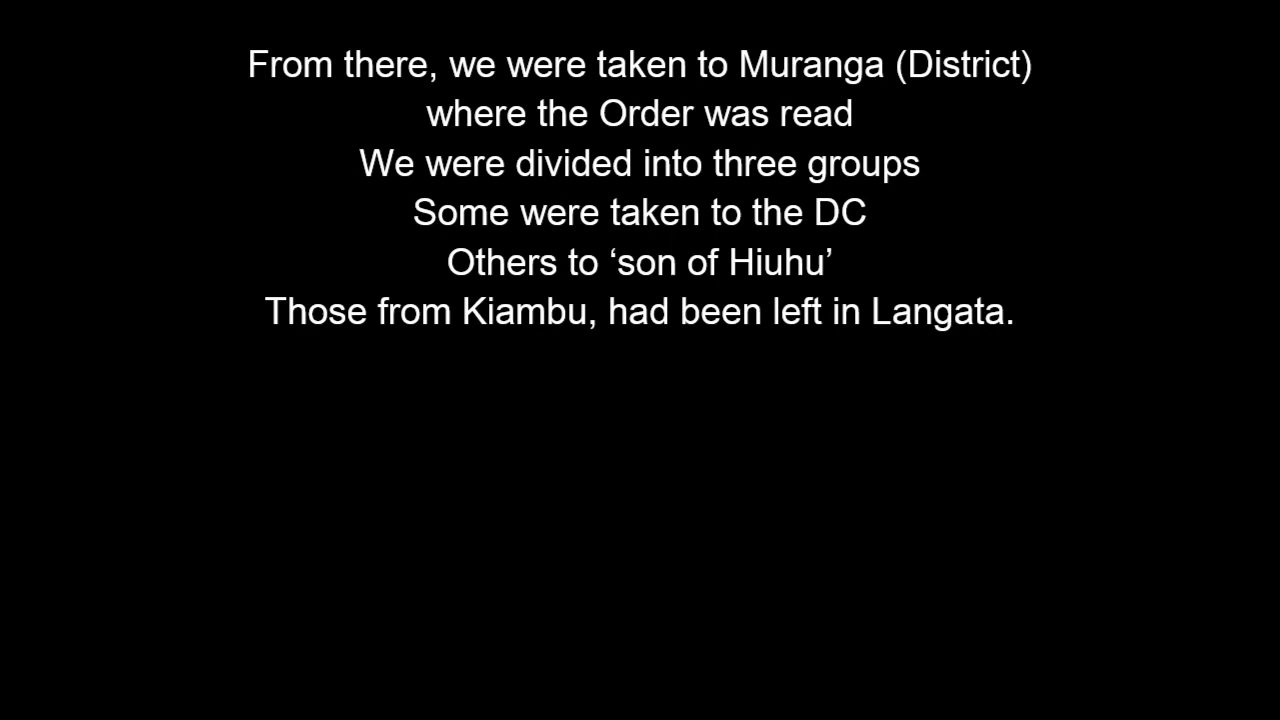 From there, we were taken to Muranga (District)
where the Order was read
We were divided into three groups
Some were taken to the DC
Others to ‘son of Hiuhu’
Those from Kiambu, had been left in Langata.